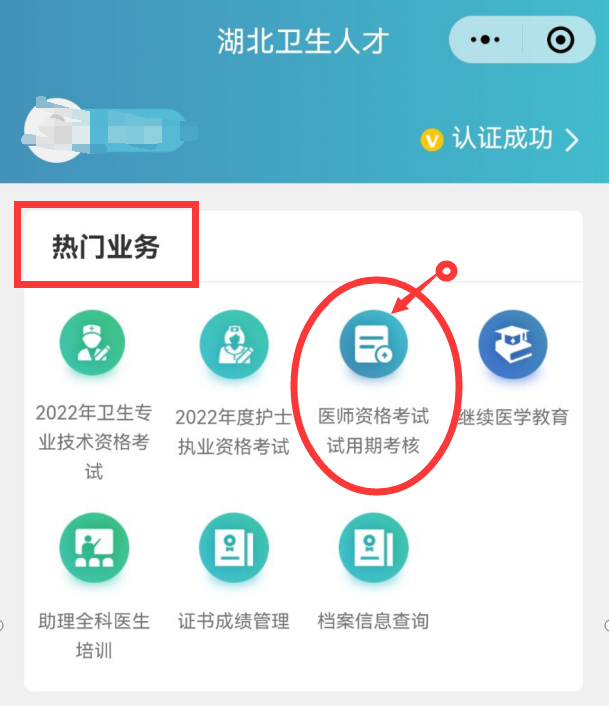 湖北卫生人才
认证成功
热门业务
2022年卫生专
业技术资格考
试
2022年度护士
执业资格考试
医师资格考试
试用期考核
继续医学教育
助理全科医生
培训
证书成绩管理
档案信息查询